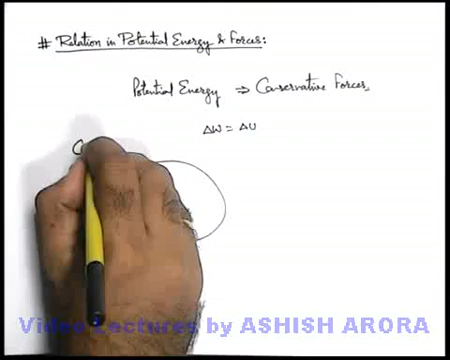 # Relation in Potential Energy & Forces:
Potential Energy ⇒ Conservative Forces,
ΔW = ΔU
Video Lectures by ASHISH ARORA